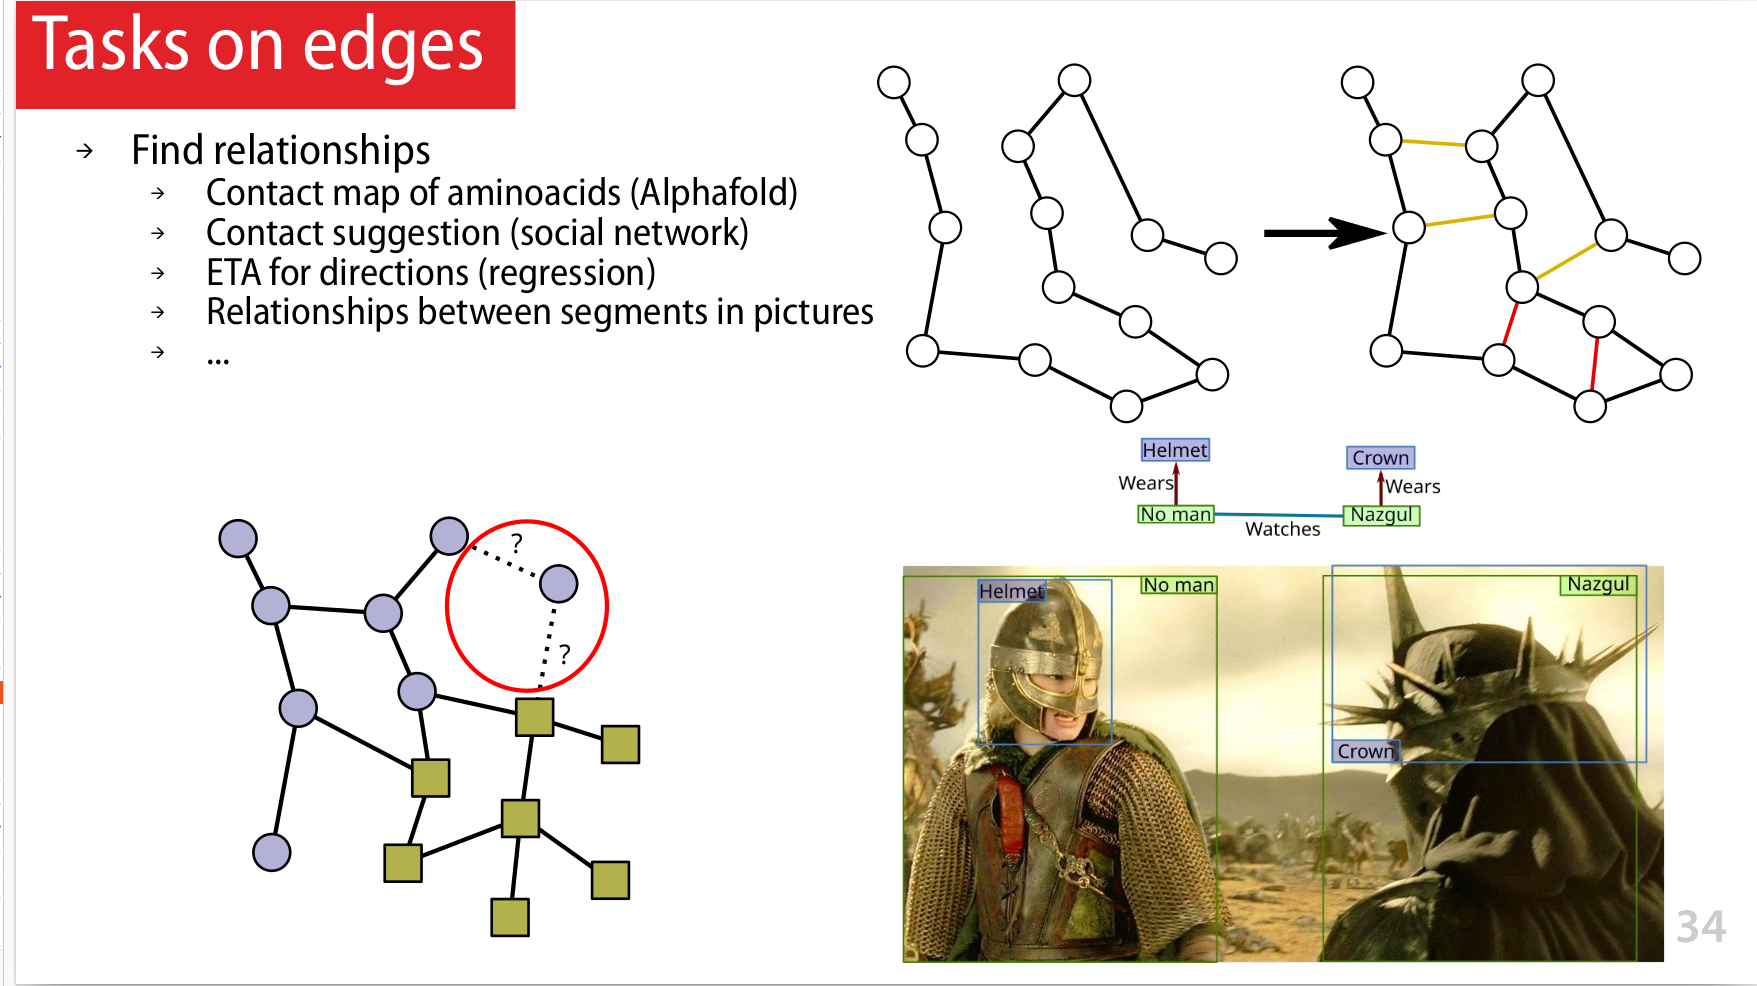 Tasks on edges
→ Find relationships
→ Contact map of aminoacids (Alphafold)
→ Contact suggestion (social network)
→ ETA for directions (regression)
→ Relationships between segments in pictures
→ ...
Helmet
Crown
Wears
Wears
No man
Nazgul
Watches
?
?
Helmet
No man
Nazgul
Crown
34